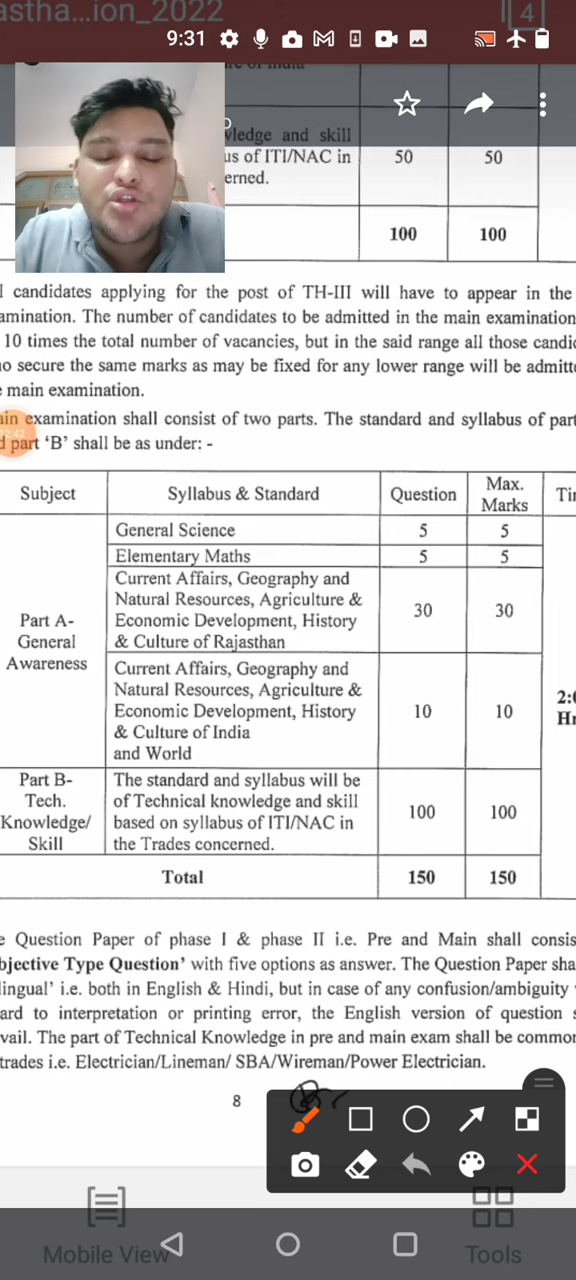 astha...ion_2022
4
9:31
ure of India
wledge and skill
us of ITI/NAC in
erned.
50
50
100
100
l candidates applying for the post of TH-III will have to appear in the
amination. The number of candidates to be admitted in the main examination
10 times the total number of vacancies, but in the said range all those candid
o secure the same marks as may be fixed for any lower range will be admitte
e main examination.
ain examination shall consist of two parts. The standard and syllabus of part
d part ‘B’ shall be as under: -
Subject
Syllabus & Standard
Question
Max.
Marks
Tir
Part A-
General
Awareness
General Science
5
5
Elementary Maths
5
5
Current Affairs, Geography and
Natural Resources, Agriculture &
Economic Development, History
& Culture of Rajasthan
30
30
Current Affairs, Geography and
Natural Resources, Agriculture &
Economic Development, History
& Culture of India
and World
10
10
2:0
Hr
Part B-
Tech.
Knowledge/
Skill
The standard and syllabus will be
of Technical knowledge and skill
based on syllabus of ITI/NAC in
the Trades concerned.
100
100
Total
150
150
e Question Paper of phase I & phase II i.e. Pre and Main shall consis
bjective Type Question’ with five options as answer. The Question Paper sha
lingual’ i.e. both in English & Hindi, but in case of any confusion/ambiguity
ard to interpretation or printing error, the English version of question s
vail. The part of Technical Knowledge in pre and main exam shall be common
trades i.e. Electrician/Lineman/ SBA/Wireman/Power Electrician.
8
Mobile View
Tools